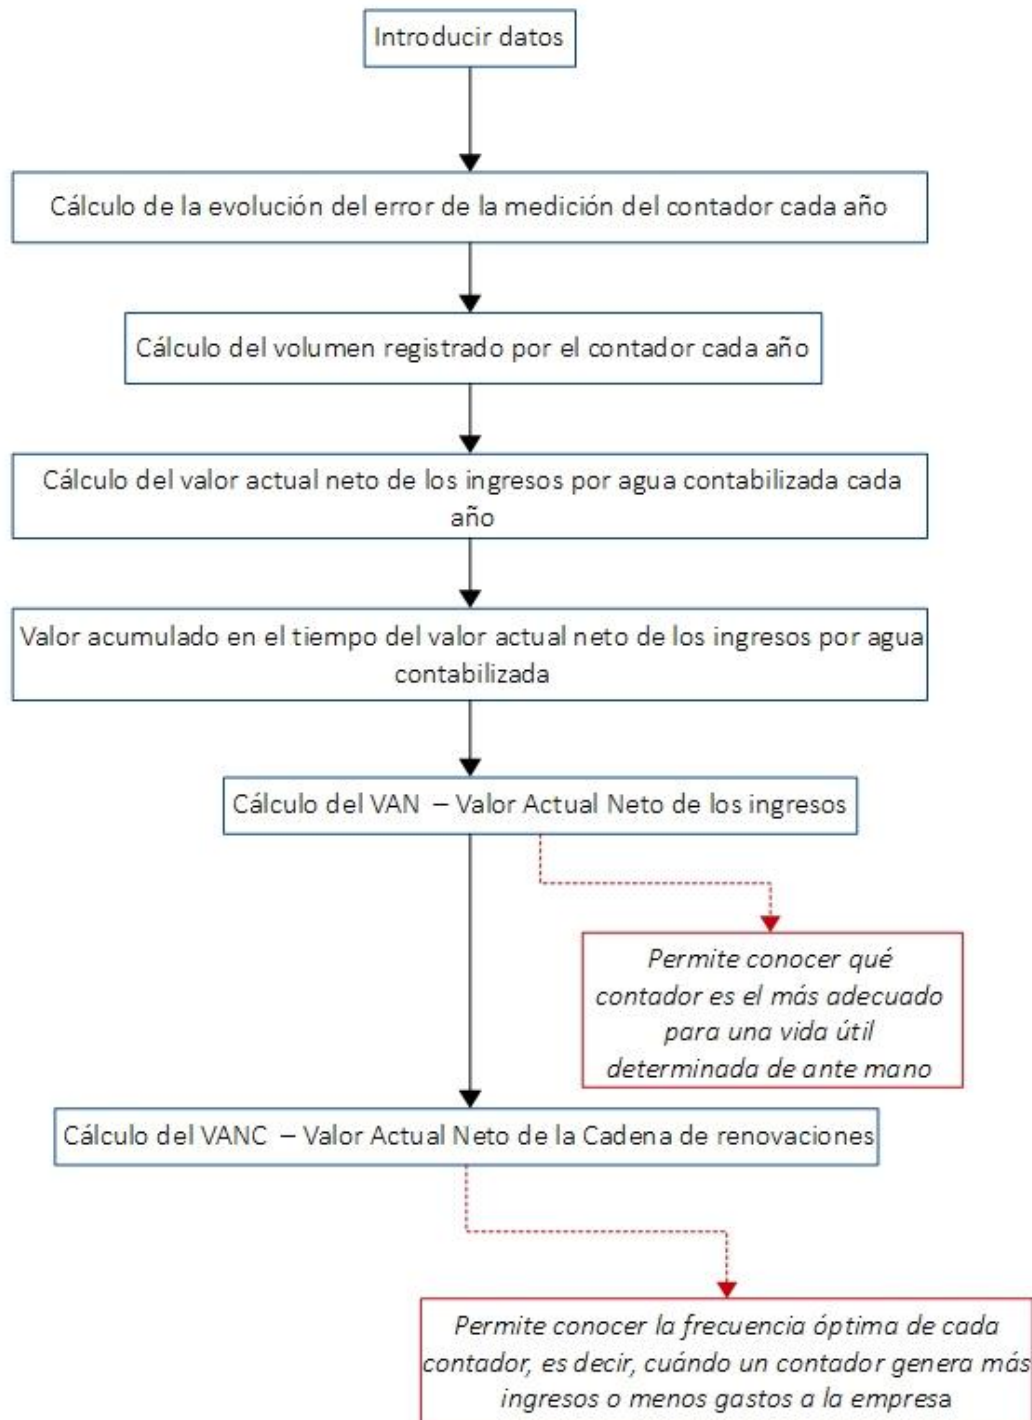 Introducir datos
Cálculo de la evolución del error de la medición del contador cada año
Cálculo del volumen registrado por el contador cada año
Cálculo del valor actual neto de los ingresos por agua contabilizada cada
año
Valor acumulado en el tiempo del valor actual neto de los ingresos por agua
contabilizada
Cálculo del VAN – Valor Actual Neto de los ingresos
Permite conocer qué
contador es el más adecuado
para una vida útil
determinada de ante mano
Cálculo del VANC – Valor Actual Neto de la Cadena de renovaciones
Permite conocer la frecuencia óptima de cada
contador, es decir, cuándo un contador genera más
ingresos o menos gastos a la empresa